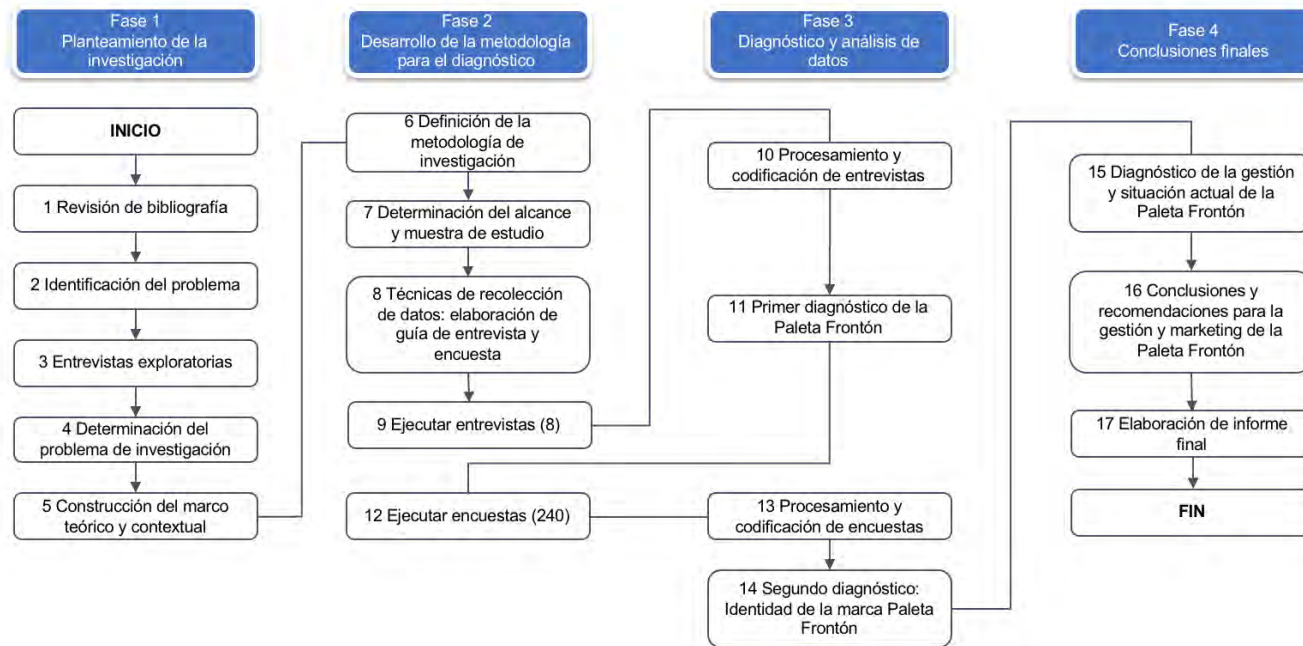 Fase 1
Planteamiento de la
investigación
Fase 2
Desarrollo de la metodología
para el diagnóstico
Fase 3
Diagnóstico y análisis de
datos
Fase 4
Conclusiones finales
INICIO
1 Revisión de bibliografía
2 Identificación del problema
3 Entrevistas exploratorias
4 Determinación del
problema de investigación
5 Construcción del marco
teórico y contextual
6 Definición de la
metodología de
investigación
7 Determinación del alcance
y muestra de estudio
8 Técnicas de recolección
de datos: elaboración de
guía de entrevista y
encuesta
9 Ejecutar entrevistas (8)
10 Procesamiento y
codificación de entrevistas
11 Primer diagnóstico de la
Paleta Frontón
12 Ejecutar encuestas (240)
13 Procesamiento y
codificación de encuestas
14 Segundo diagnóstico:
Identidad de la marca Paleta
Frontón
15 Diagnóstico de la gestión
y situación actual de la
Paleta Frontón
16 Conclusiones y
recomendaciones para la
gestión y marketing de la
Paleta Frontón
17 Elaboración de informe
final
FIN